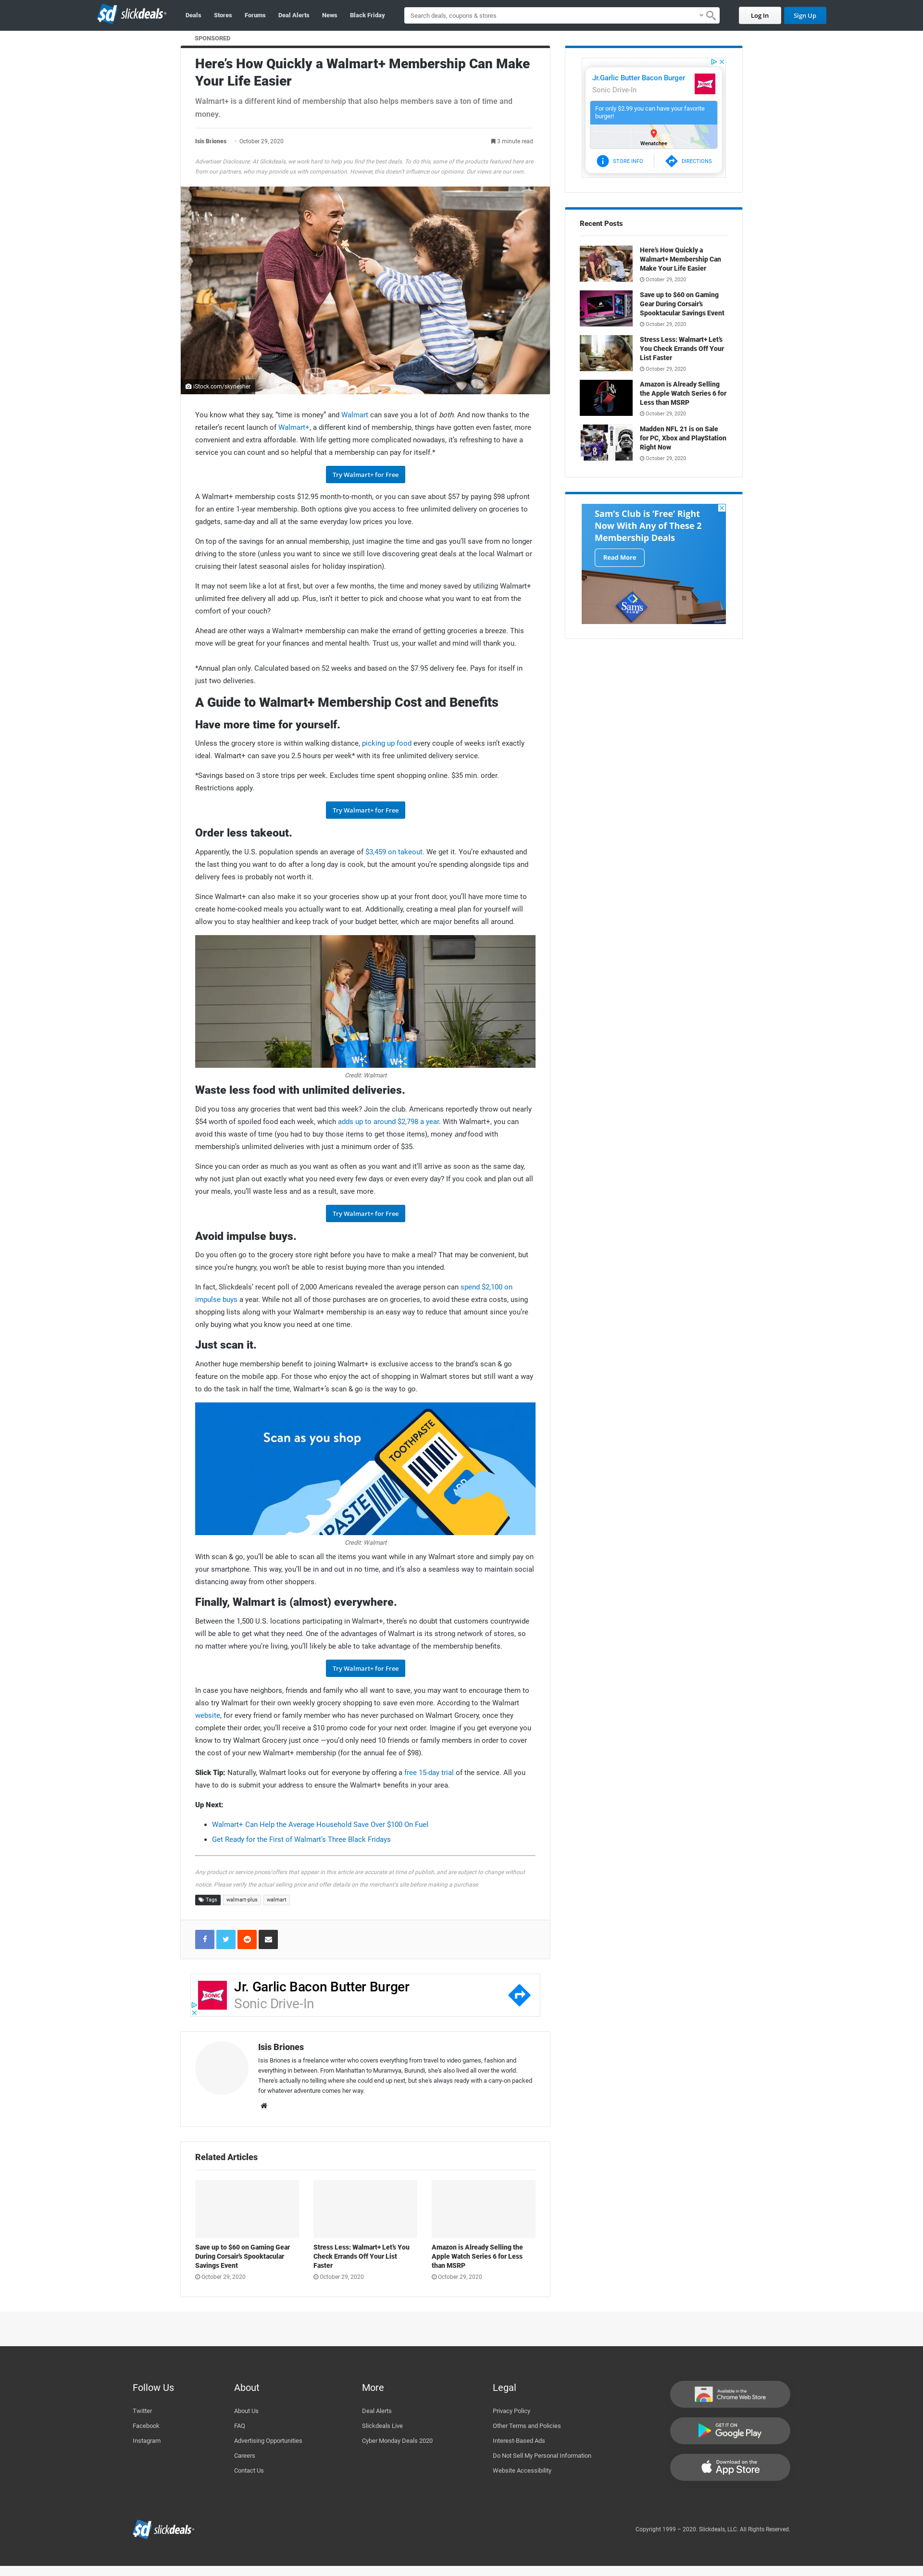 sd slickdeals
Deals Stores Forums Deal Alerts News Black Friday
Search deals, coupons & stores
Log In Sign Up
SPONSORED
Here's How Quickly a Walmart+ Membership Can Make
Your Life Easier
Walmart+ is a different kind of membership that also helps members save a ton of time and
money.
Isis Briones · October 29, 2020 3 minute read
Advertiser Disclosure: At Slickdeals, we work hard to help you find the best deals. To do this, some of the products featured here are
from our partners, who may provide us with compensation. However, this doesn't influence our opinions. Our views are our own.
iStock.com/skynesher
You know what they say, "time is money" and Walmart can save you a lot of both. And now thanks to the
retailer's recent launch of Walmart+, a different kind of membership, things have gotten even faster, more
convenient and extra affordable. With life getting more complicated nowadays, it's refreshing to have a
service you can count and so helpful that a membership can pay for itself.*
Try Walmart+ for Free
A Walmart+ membership costs $12.95 month-to-month, or you can save about $57 by paying $98 upfront
for an entire 1-year membership. Both options give you access to free unlimited delivery on groceries to
gadgets, same-day and all at the same everyday low prices you love.
On top of the savings for an annual membership, just imagine the time and gas you'll save from no longer
driving to the store (unless you want to since we still love discovering great deals at the local Walmart or
cruising their latest seasonal aisles for holiday inspiration).
It may not seem like a lot at first, but over a few months, the time and money saved by utilizing Walmart+
unlimited free delivery all add up. Plus, isn't it better to pick and choose what you want to eat from the
comfort of your couch?
Ahead are other ways a Walmart+ membership can make the errand of getting groceries a breeze. This
move will be great for your finances and mental health. Trust us, your wallet and mind will thank you.
*Annual plan only. Calculated based on 52 weeks and based on the $7.95 delivery fee. Pays for itself in
just two deliveries.
A Guide to Walmart+ Membership Cost and Benefits
Have more time for yourself.
Unless the grocery store is within walking distance, picking up food every couple of weeks isn't exactly
ideal. Walmart+ can save you 2.5 hours per week* with its free unlimited delivery service.
*Savings based on 3 store trips per week. Excludes time spent shopping online. $35 min. order.
Restrictions apply.
Try Walmart+ for Free
Order less takeout.
Apparently, the U.S. population spends an average of $3,459 on takeout. We get it. You're exhausted and
the last thing you want to do after a long day is cook, but the amount you're spending alongside tips and
delivery fees is probably not worth it.
Since Walmart+ can also make it so your groceries show up at your front door, you'll have more time to
create home-cooked meals you actually want to eat. Additionally, creating a meal plan for yourself will
allow you to stay healthier and keep track of your budget better, which are major benefits all around.
W+ W+
Credit: Walmart
Waste less food with unlimited deliveries.
Did you toss any groceries that went bad this week? Join the club. Americans reportedly throw out nearly
$54 worth of spoiled food each week, which adds up to around $2,798 a year. With Walmart+, you can
avoid this waste of time (you had to buy those items to get those items), money and food with
membership's unlimited deliveries with just a minimum order of $35.
Since you can order as much as you want as often as you want and it'll arrive as soon as the same day,
why not just plan out exactly what you need every few days or even every day? If you cook and plan out all
your meals, you'll waste less and as a result, save more.
Try Walmart+ for Free
Avoid impulse buys.
Do you often go to the grocery store right before you have to make a meal? That may be convenient, but
since you're hungry, you won't be able to resist buying more than you intended.
In fact, Slickdeals' recent poll of 2,000 Americans revealed the average person can spend $2,100 on
impulse buys a year. While not all of those purchases are on groceries, to avoid these extra costs, using
shopping lists along with your Walmart+ membership is an easy way to reduce that amount since you're
only buying what you know you need at one time.
Just scan it.
Another huge membership benefit to joining Walmart+ is exclusive access to the brand's scan & go
feature on the mobile app. For those who enjoy the act of shopping in Walmart stores but still want a way
to do the task in half the time, Walmart+'s scan & go is the way to go.
Scan as you shop
TOOTHPASTE
ADD
Credit: Walmart
With scan & go, you'll be able to scan all the items you want while in any Walmart store and simply pay on
your smartphone. This way, you'll be in and out in no time, and it's also a seamless way to maintain social
distancing away from other shoppers.
Finally, Walmart is (almost) everywhere.
Between the 1,500 U.S. locations participating in Walmart+, there's no doubt that customers countrywide
will be able to get what they need. One of the advantages of Walmart is its strong network of stores, so
no matter where you're living, you'll likely be able to take advantage of the membership benefits.
Try Walmart+ for Free
In case you have neighbors, friends and family who all want to save, you may want to encourage them to
also try Walmart for their own weekly grocery shopping to save even more. According to the Walmart
website, for every friend or family member who has never purchased on Walmart Grocery, once they
complete their order, you'll receive a $10 promo code for your next order. Imagine if you get everyone you
know to try Walmart Grocery just once —you'd only need 10 friends or family members in order to cover
the cost of your new Walmart+ membership (for the annual fee of $98).
Slick Tip: Naturally, Walmart looks out for everyone by offering a free 15-day trial of the service. All you
have to do is submit your address to ensure the Walmart+ benefits in your area.
Up Next:
• Walmart+ Can Help the Average Household Save Over $100 On Fuel
• Get Ready for the First of Walmart's Three Black Fridays
Any product or service prices/offers that appear in this article are accurate at time of publish, and are subject to change without
notice. Please verify the actual selling price and offer details on the merchant's site before making a purchase.
Tags walmart-plus walmart
SONIC
Jr. Garlic Bacon Butter Burger
Sonic Drive-In
Isis Briones
Isis Briones is a freelance writer who covers everything from travel to video games, fashion and
everything in between. From Manhattan to Muramvya, Burundi, she's also lived all over the world.
There's actually no telling where she could end up next, but she's always ready with a carry-on packed
for whatever adventure comes her way.
Related Articles
Save up to $60 on Gaming Gear
During Corsair's Spooktacular
Savings Event
October 29, 2020
Stress Less: Walmart+ Let's You
Check Errands Off Your List
Faster
October 29, 2020
Amazon is Already Selling the
Apple Watch Series 6 for Less
than MSRP
October 29, 2020
Jr.Garlic Butter Bacon Burger
Sonic Drive-In
SONIC
For only $2.99 you can have your favorite
burger!
Wenatchee
STORE INFO DIRECTIONS
Recent Posts
Here's How Quickly a
Walmart+ Membership Can
Make Your Life Easier
October 29, 2020
Save up to $60 on Gaming
Gear During Corsair's
Spooktacular Savings Event
October 29, 2020
Stress Less: Walmart+ Let's
You Check Errands Off Your
List Faster
October 29, 2020
Amazon is Already Selling
the Apple Watch Series 6 for
Less than MSRP
October 29, 2020
Madden NFL 21 is on Sale
for PC, Xbox and PlayStation
Right Now
October 29, 2020
Sam's Club is 'Free' Right
Now With Any of These 2
Membership Deals
Read More
Sam's
CLUB
Follow Us
Twitter
Facebook
Instagram
About
About Us
FAQ
Advertising Opportunities
Careers
Contact Us
More
Deal Alerts
Slickdeals Live
Cyber Monday Deals 2020
Legal
Privacy Policy
Other Terms and Policies
Interest-Based Ads
Do Not Sell My Personal Information
Website Accessibility
Available in the
Chrome Web Store
GET IT ON
Google Play
Download on the
App Store
sd slickdeals
Copyright 1999 – 2020. Slickdeals, LLC. All Rights Reserved.